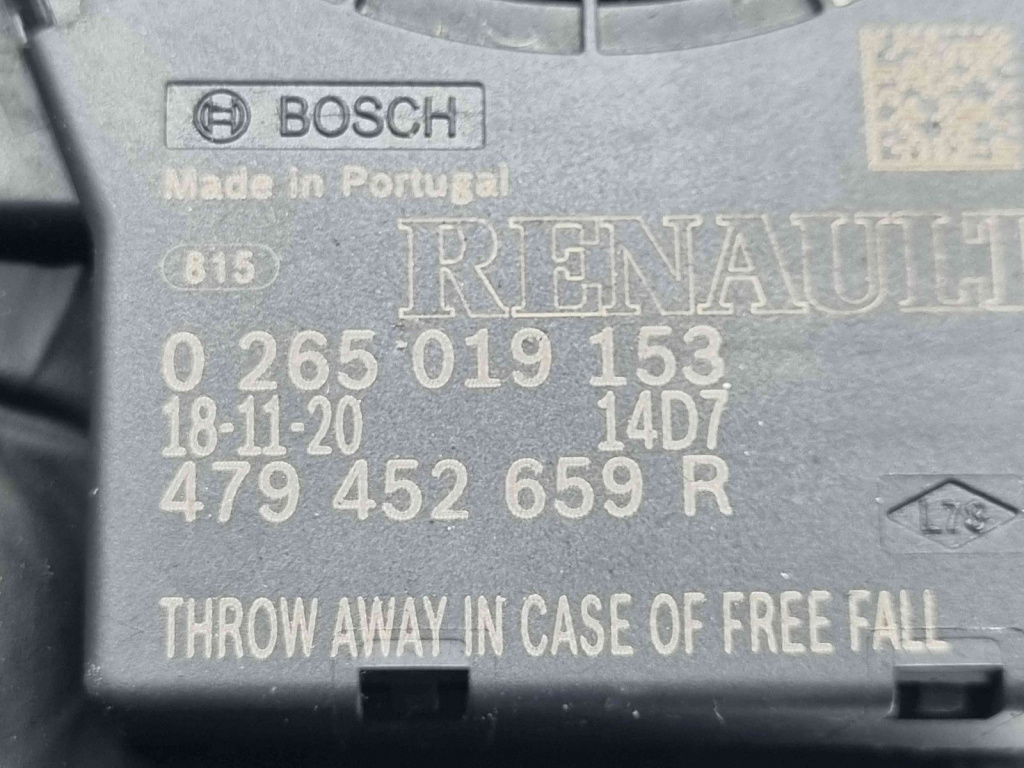 BOSCH
Made in Portugal
815
RENAULT
0 265 019 153
18-11-20 14D7
479 452 659 R
THROW AWAY IN CASE OF FREE FALL